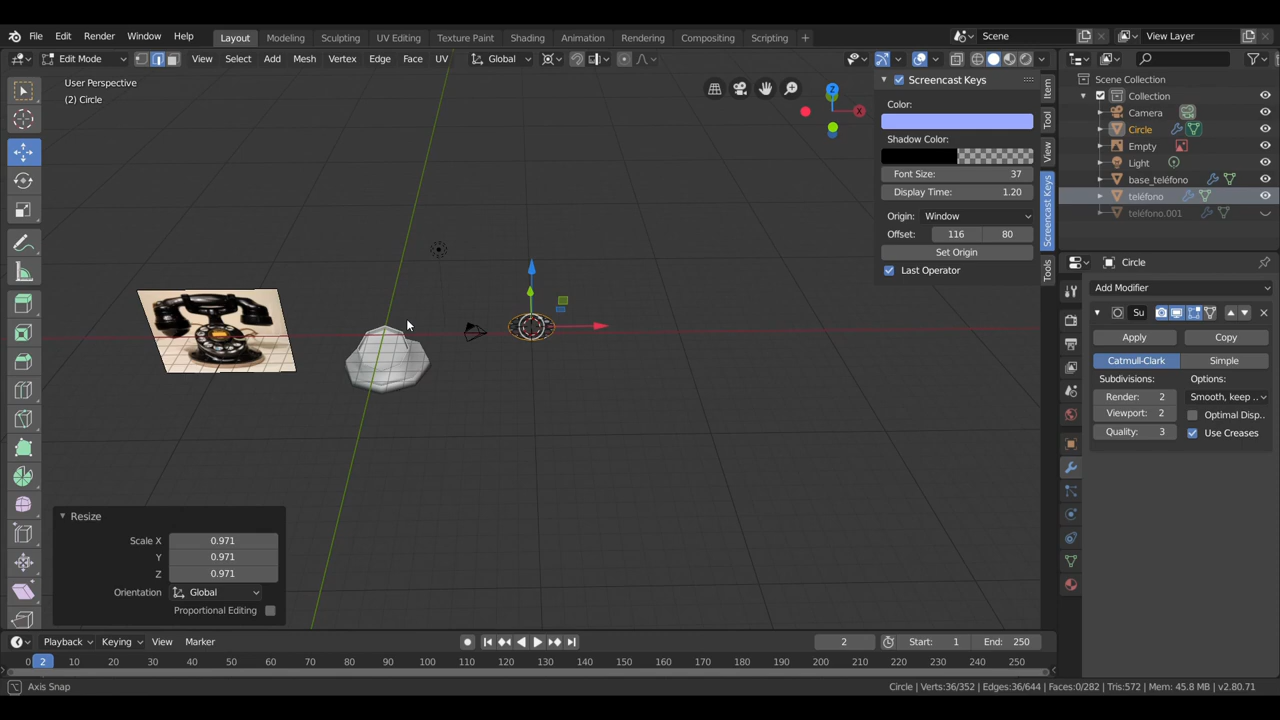 File Edit Render Window Help Layout Modeling Sculpting UV Editing Texture Paint Shading Animation Rendering Compositing Scripting + Scene View Layer
Edit Mode View Select Add Mesh Vertex Edge Face UV Global
User Perspective
(2) Circle
Z
X
Screencast Keys
Color:
Shadow Color:
Font Size: 37
Display Time: 1.20
Origin: Window
Offset: 116 80
Set Origin
Last Operator
Item
Tool
View
Screencast Keys
Tools
Scene Collection
Collection
Camera
Circle
Empty
Light
base_teléfono
teléfono
teléfono.001
Circle
Add Modifier
Su
Apply Copy
Catmull-Clark Simple
Subdivisions: Options:
Render: 2 Smooth, keep ..
Viewport: 2 Optimal Disp..
Quality: 3 Use Creases
Resize
Scale X 0.971
Y 0.971
Z 0.971
Orientation Global
Proportional Editing
Playback Keying View Marker 2 Start: 1 End: 250
0 2 10 20 30 40 50 60 70 80 90 100 110 120 130 140 150 160 170 180 190 200 210 220 230 240 250
Axis Snap Circle | Verts:36/352 | Edges:36/644 | Faces:0/282 | Tris:572 | Mem: 45.8 MB | v2.80.71